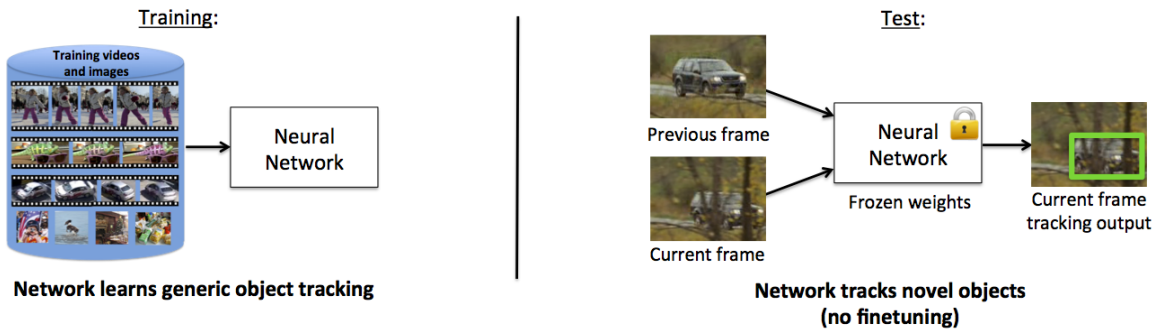 Training:
Training videos
and images
Neural
Network
Network learns generic object tracking
Test:
Previous frame
Current frame
Neural
Network
Frozen weights
Current frame
tracking output
Network tracks novel objects
(no finetuning)